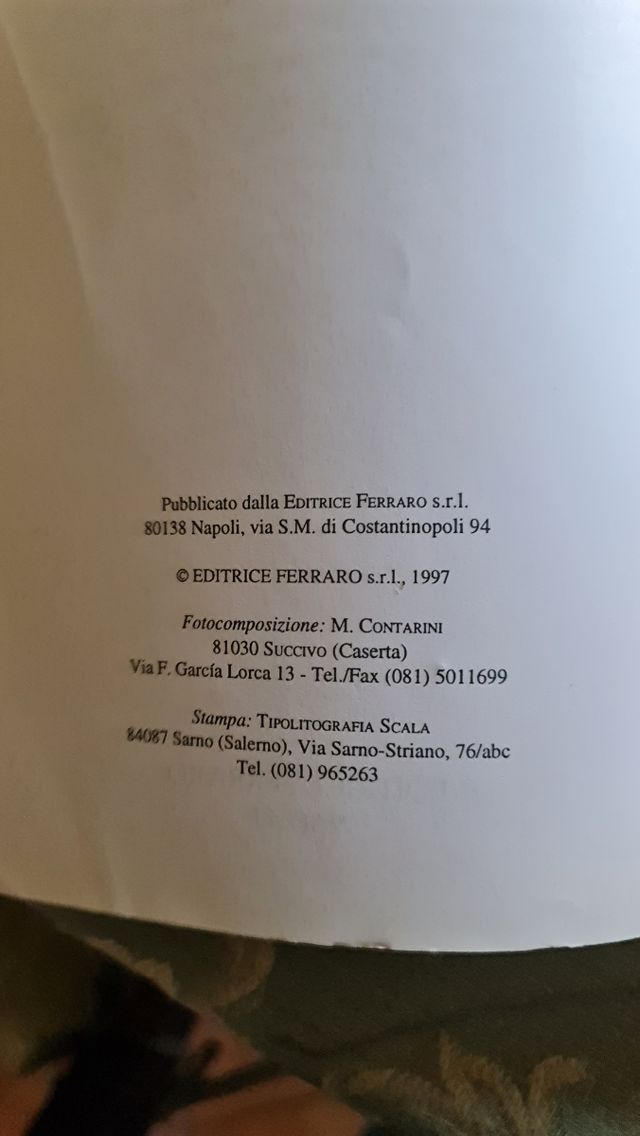 Pubblicato dalla EDITRICE FERRARO s.r.l.
80138 Napoli, via S.M. di Costantinopoli 94
© EDITRICE FERRARO s.r.l., 1997
Fotocomposizione: M. CONTARINI
81030 SUCCIVO (Caserta)
Via F. García Lorca 13 - Tel./Fax (081) 5011699
Stampa: TIPOLITOGRAFIA SCALA
84087 Sarno (Salerno), Via Sarno-Striano, 76/abc
Tel. (081) 965263